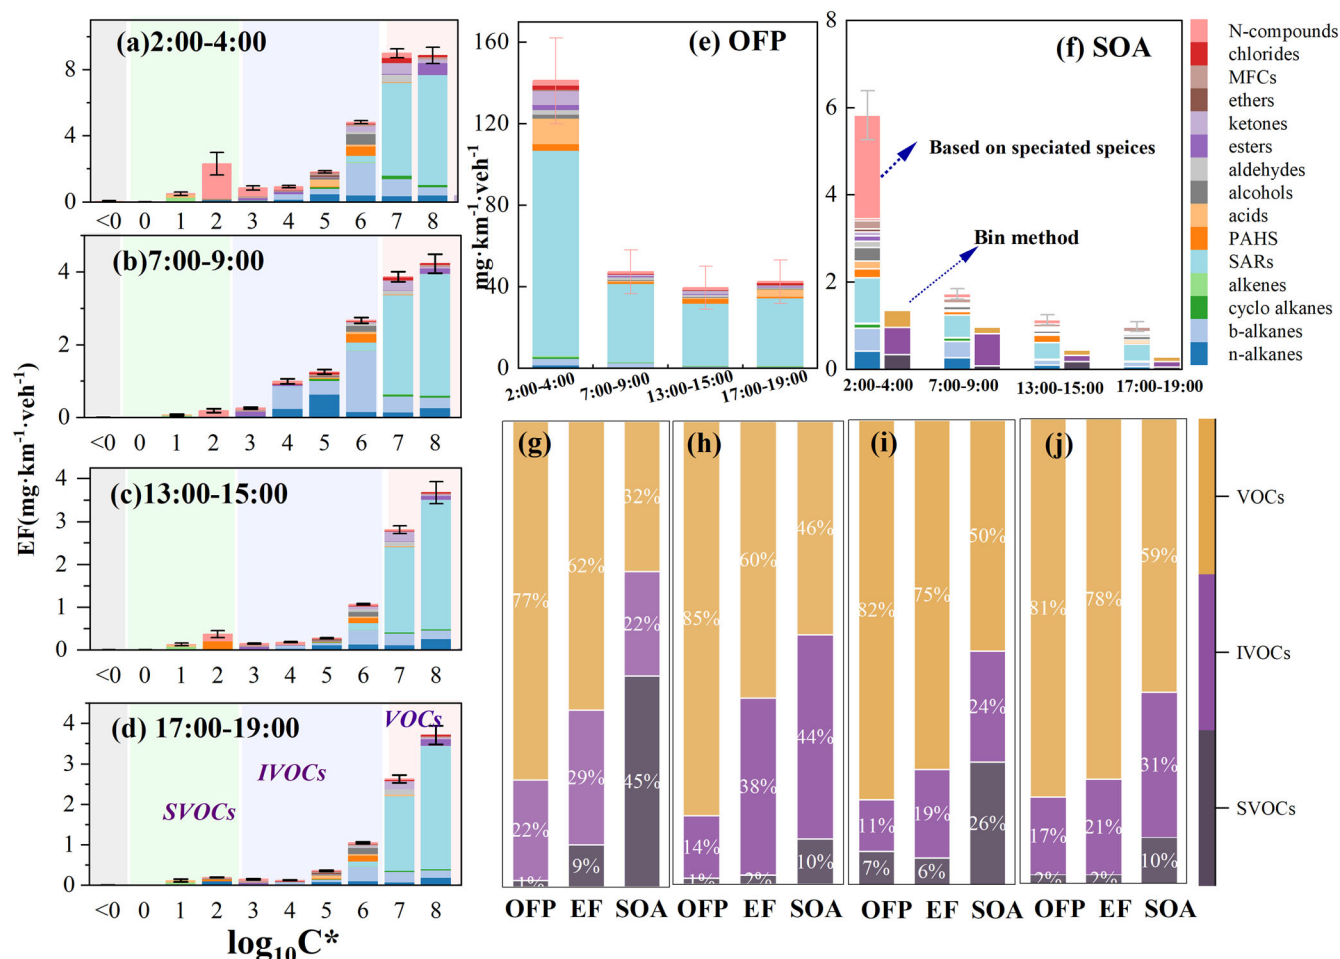 (a)2:00-4:00
8
4
0
<0 0 1 2 3 4 5 6 7 8
(b)7:00-9:00
4
2
0
<0 0 1 2 3 4 5 6 7 8
(c)13:00-15:00
4
3
2
1
0
<0 0 1 2 3 4 5 6 7 8
(d) 17:00-19:00
VOCs
IVOCs
SVOCs
4
3
2
1
0
<0 0 1 2 3 4 5 6 7 8
log10C*
EF(mg·km-1·veh-1)
(e) OFP
160
120
80
40
0
mg·km-1·veh-1
2:00-4:00 7:00-9:00 13:00-15:00 17:00-19:00
(f) SOA
8
6
4
2
0
Based on speciated speices
Bin method
2:00-4:00 7:00-9:00 13:00-15:00 17:00-19:00
N-compounds
chlorides
MFCs
ethers
ketones
esters
aldehydes
alcohols
acids
PAHS
SARs
alkenes
cyclo alkanes
b-alkanes
n-alkanes
(g)
77% 62% 32%
22% 29% 22%
1% 9% 45%
OFP EF SOA
(h)
85% 60% 46%
14% 38% 44%
1% 2% 10%
OFP EF SOA
(i)
82% 75% 50%
11% 19% 24%
7% 6% 26%
OFP EF SOA
(j)
81% 78% 59%
17% 21% 31%
2% 2% 10%
OFP EF SOA
VOCs
IVOCs
SVOCs